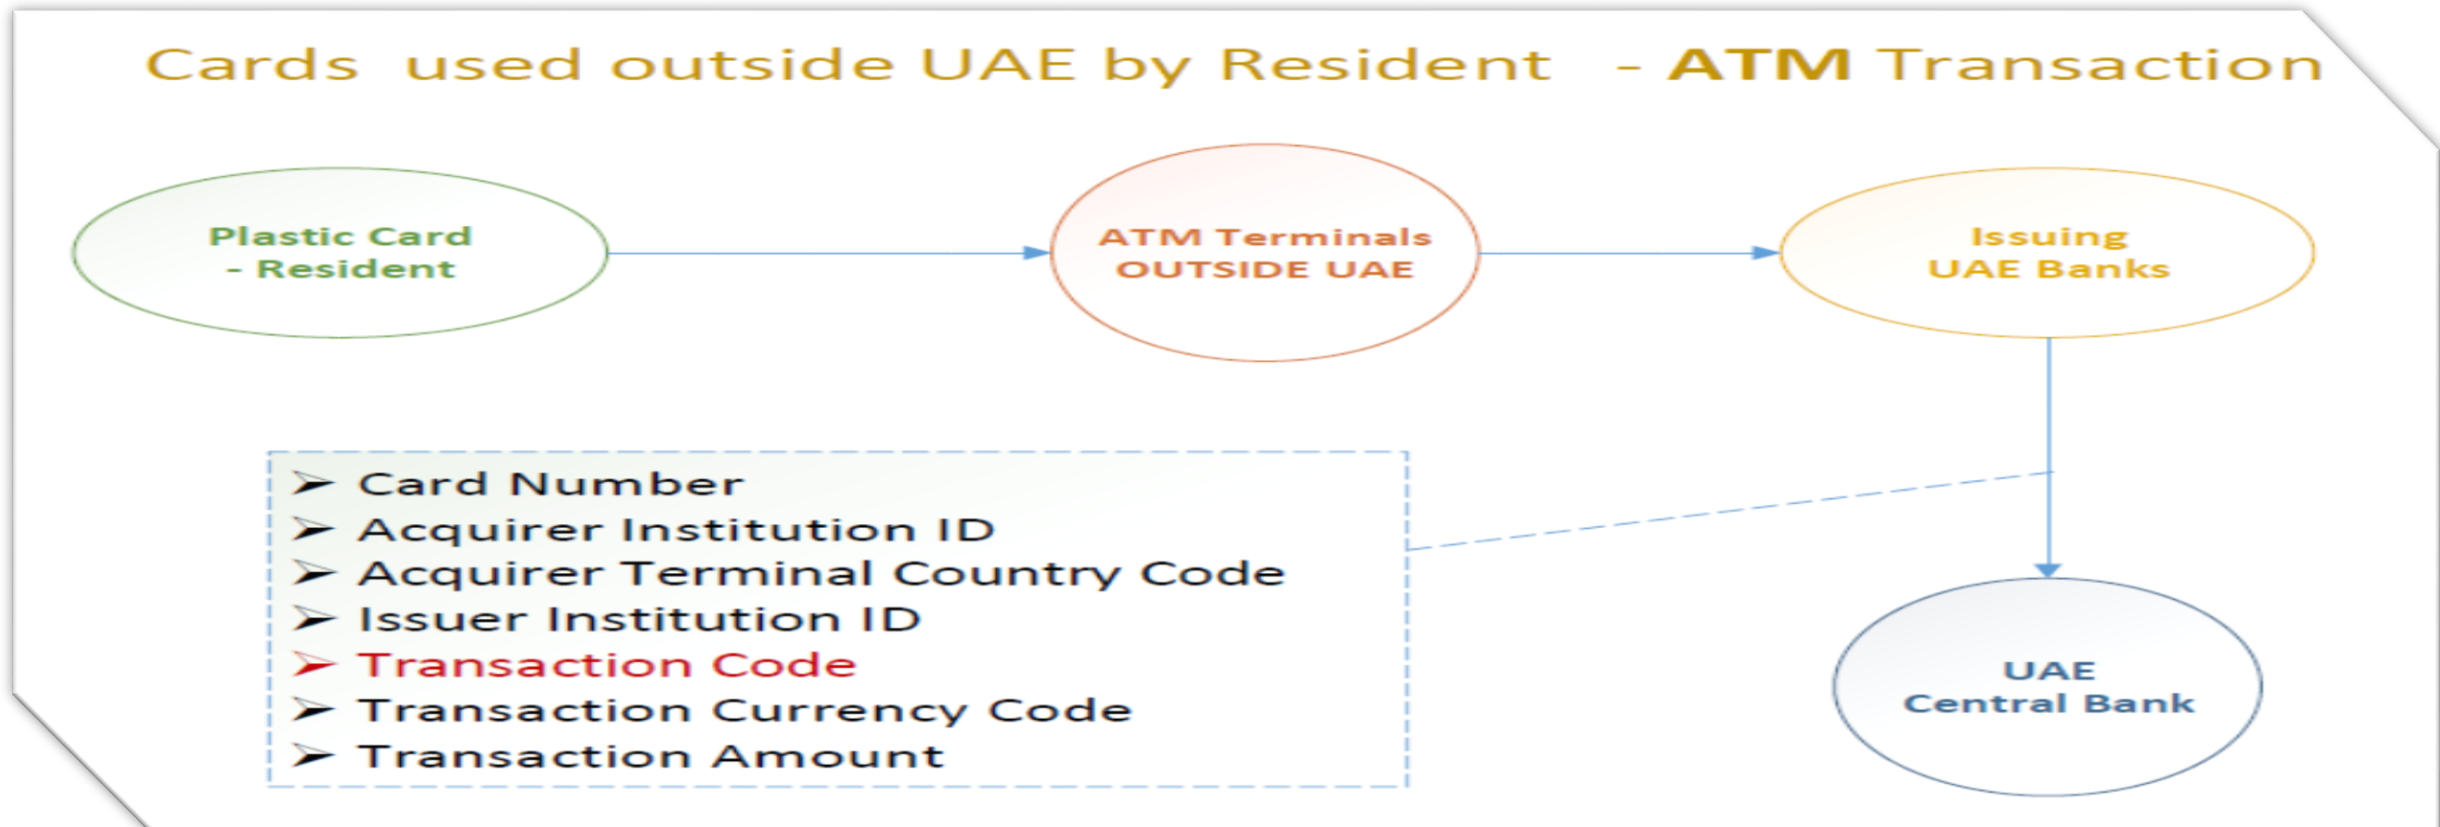 Cards used outside UAE by Resident - ATM Transaction
Plastic Card
- Resident
ATM Terminals
OUTSIDE UAE
Issuing
UAE Banks
➢ Card Number
➢ Acquirer Institution ID
➢ Acquirer Terminal Country Code
➢ Issuer Institution ID
➢ Transaction Code
➢ Transaction Currency Code
➢ Transaction Amount
UAE
Central Bank